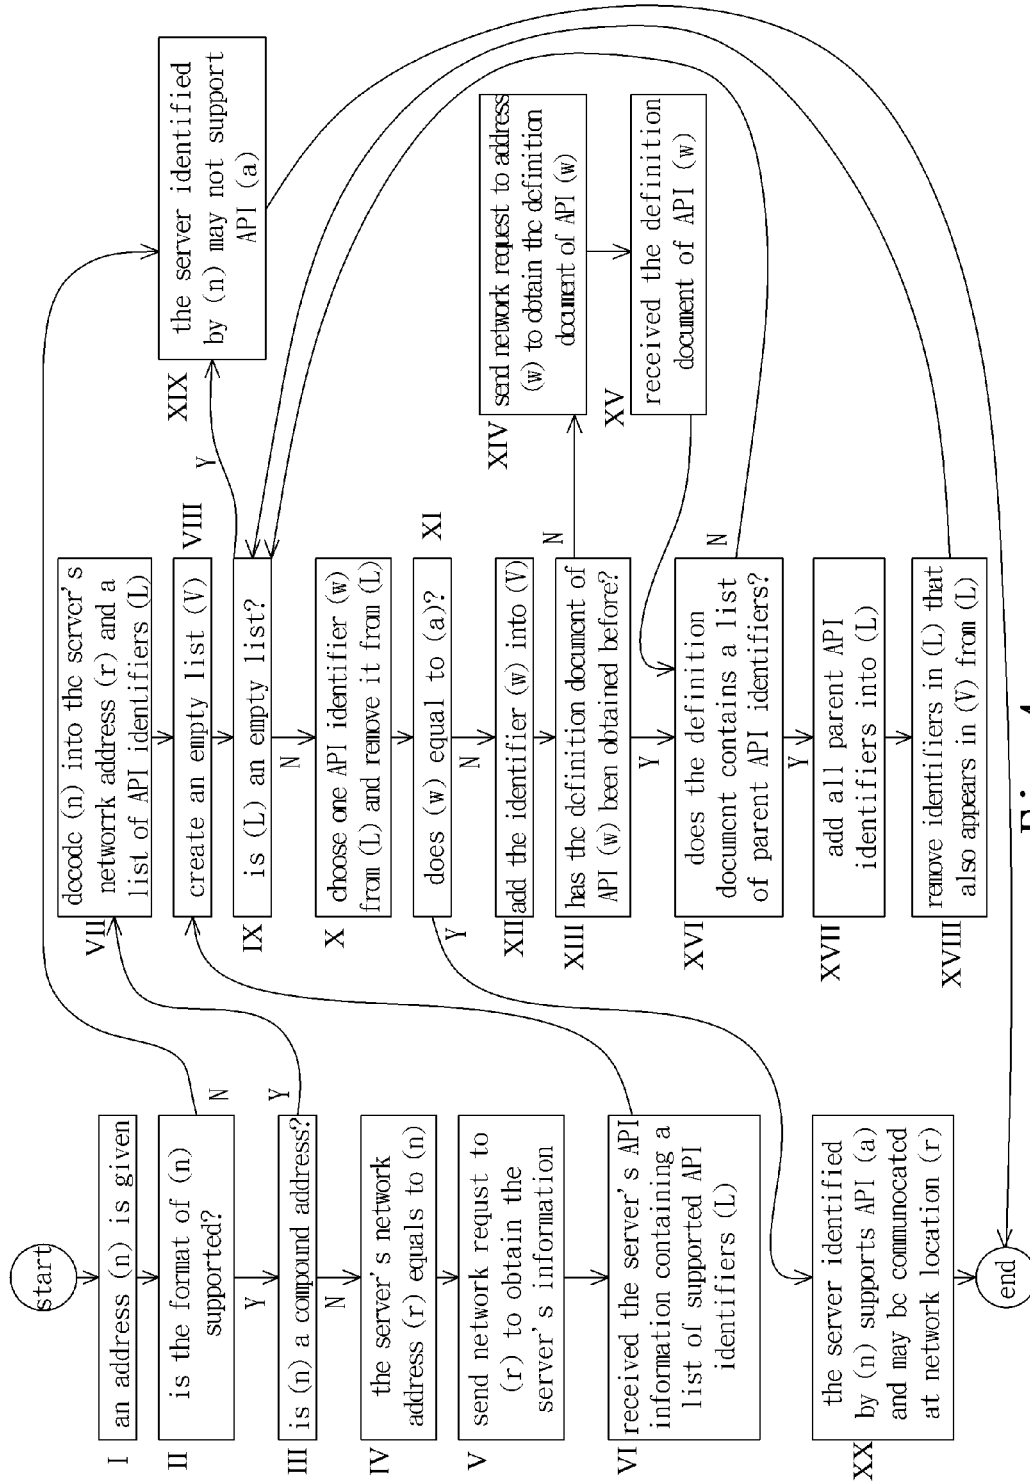 start
I
an address (n) is given
II
is the format of (n)
supported?
N
Y
III
is (n) a compound address?
Y
N
IV
the server's network
address (r) equals to (n)
V
send network requst to
(r) to obtain the
server's information
VI
received the server's API
information containing a
list of supported API
identifiers (L)
VII
decode (n) into the server's
networrk address (r) and a
list of API identifiers (L)
VIII
create an empty list (V)
IX
is (L) an empty list?
Y
N
X
choose one API identifier (w)
from (L) and remove it from (L)
XI
does (w) equal to (a)?
Y
N
XII
add the identifier (w) into (V)
XIII
has the definition document of
API (w) been obtained before?
N
Y
XIV
send network request to address
(w) to obtain the definition
document of API (w)
XV
received the definition
document of API (w)
XVI
does the definition
document contains a list
of parent API identifiers?
N
Y
XVII
add all parent API
identifiers into (L)
XVIII
remove identifiers in (L) that
also appears in (V) from (L)
XIX
the server identified
by (n) may not support
API (a)
XX
the server identified
by (n) supports API (a)
and may be communocated
at network location (r)
end